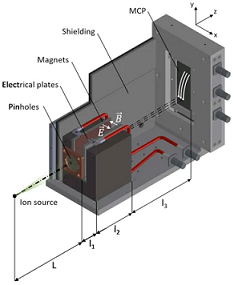 MCP
y
z
x
Shielding
Magnets
Electrical plates
Pinholes
B
E
Ion source
l3
l2
l1
L